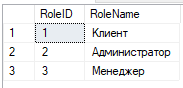 RoleID RoleName
1 1 Клиент
2 2 Администратор
3 3 Менеджер